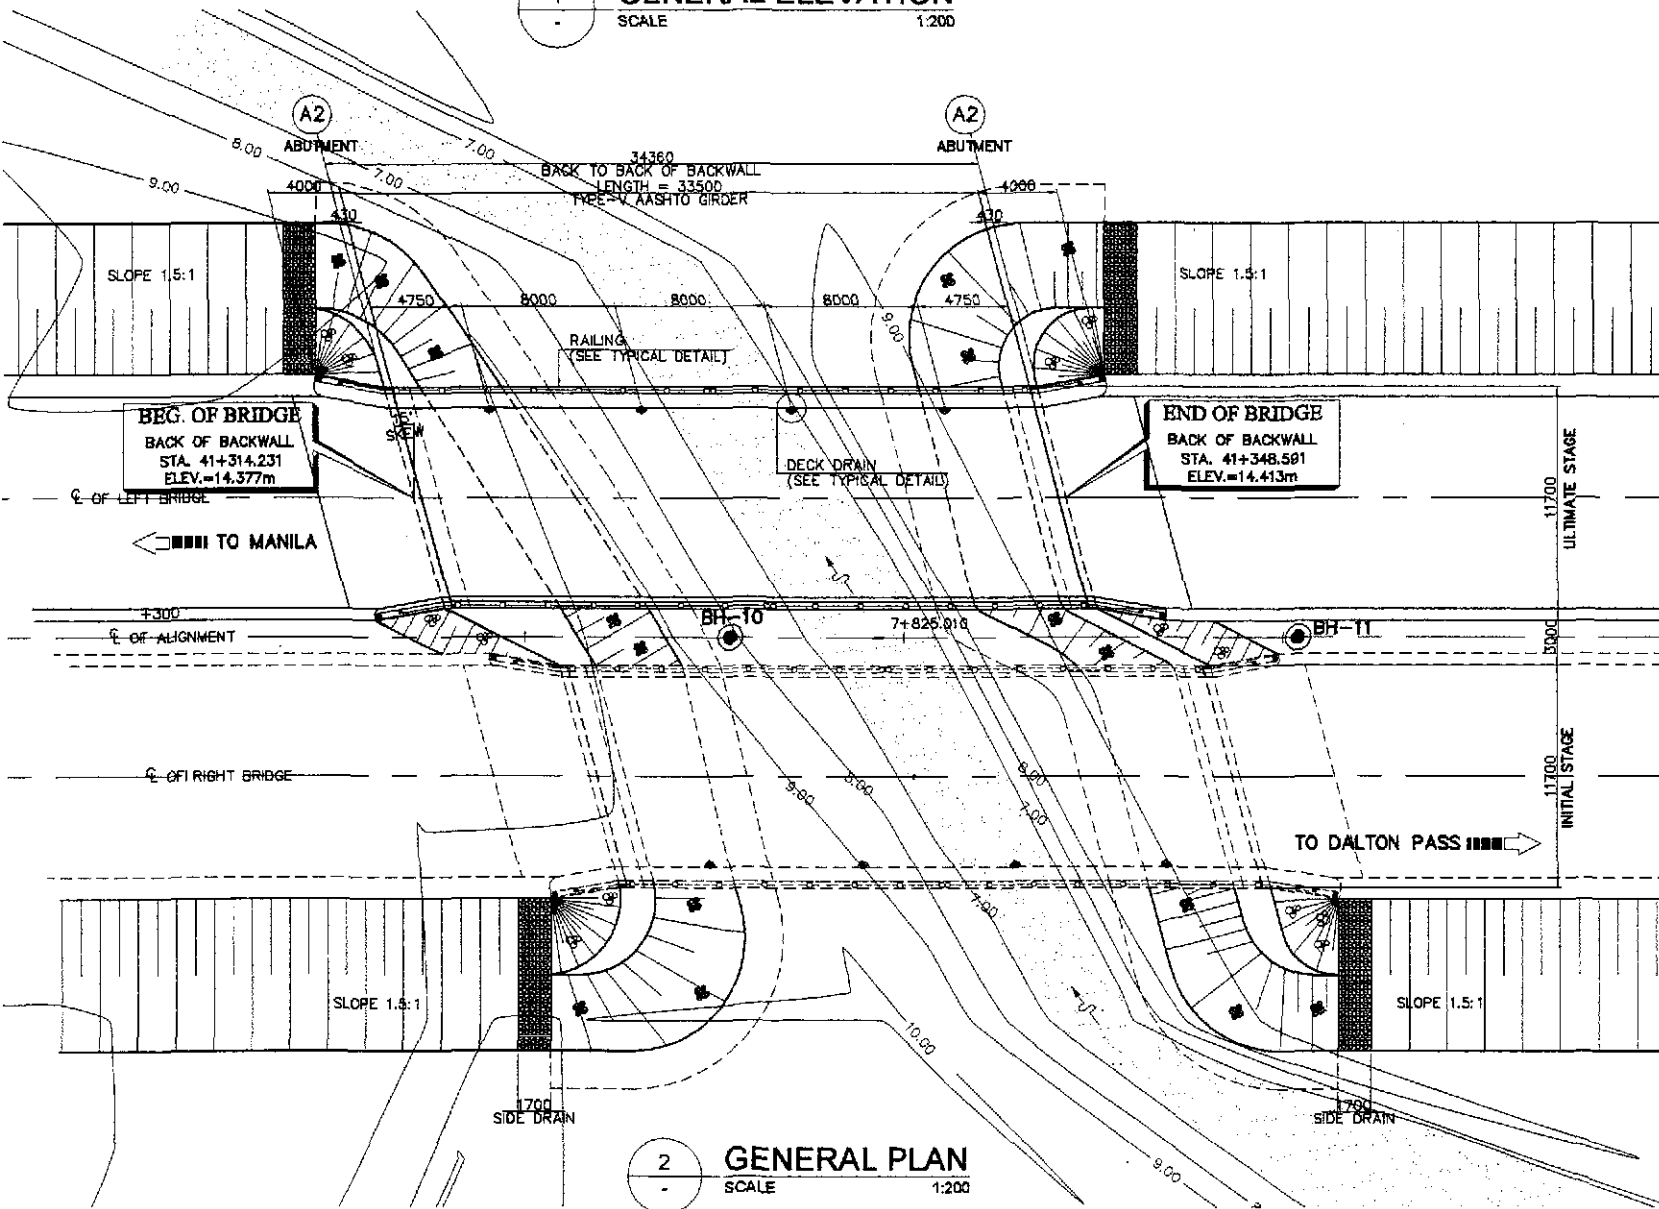 GENERAL ELEVATION
SCALE 1:200
-
A2
ABUTMENT
A2
ABUTMENT
34360
BACK TO BACK OF BACKWALL
LENGTH = 33500
TYPE-V AASHTO GIRDER
4000
4000
430
430
8.00
7.00
7.00
9.00
SLOPE 1.5:1
SLOPE 1.5:1
4750
8000
8000
8000
4750
9.00
RAILING
(SEE TYPICAL DETAIL)
BEG. OF BRIDGE
BACK OF BACKWALL
STA. 41+314.231
ELEV.=14.377m
SKEW
DECK DRAIN
(SEE TYPICAL DETAIL)
END OF BRIDGE
BACK OF BACKWALL
STA. 41+348.591
ELEV.=14.413m
℄ OF LEFT BRIDGE
TO MANILA
11700
ULTIMATE STAGE
+300
℄ OF ALIGNMENT
BH-10
7+825.010
BH-11
3000
℄ OF RIGHT BRIDGE
9.00
8.00
7.00
7.00
11700
INITIAL STAGE
TO DALTON PASS
SLOPE 1.5:1
SLOPE 1.5:1
10.00
9.00
1700
SIDE DRAIN
1700
SIDE DRAIN
2
-
GENERAL PLAN
SCALE 1:200